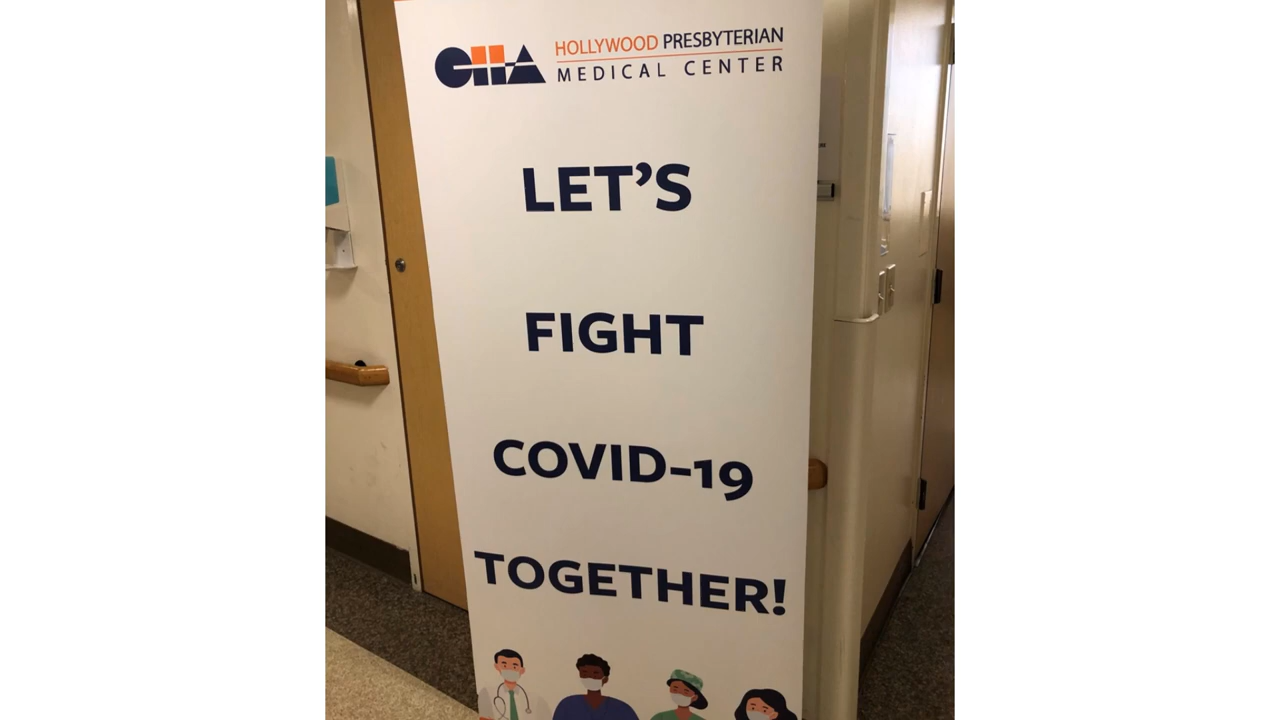 CHA HOLLYWOOD PRESBYTERIAN
MEDICAL CENTER
LET'S
FIGHT
COVID-19
TOGETHER!